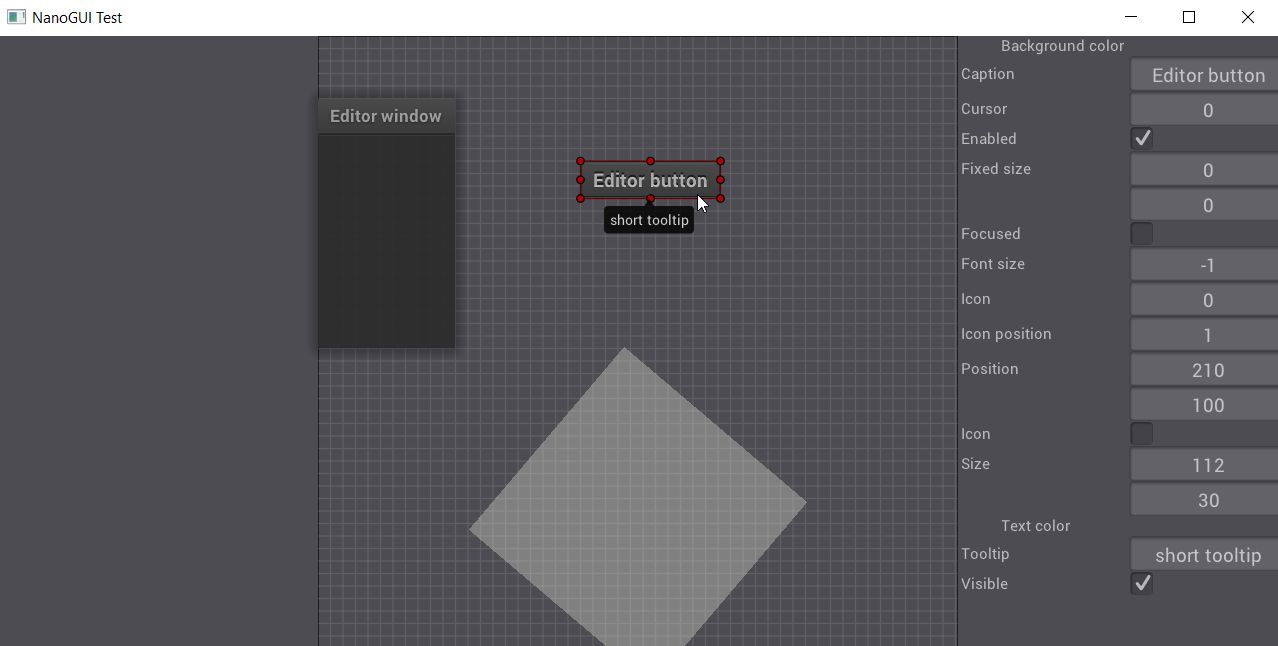 NanoGUI Test
Editor window
Editor button
short tooltip
Background color
Caption Editor button
Cursor 0
Enabled
Fixed size 0
0
Focused
Font size -1
Icon 0
Icon position 1
Position 210
100
Icon
Size 112
30
Text color
Tooltip short tooltip
Visible